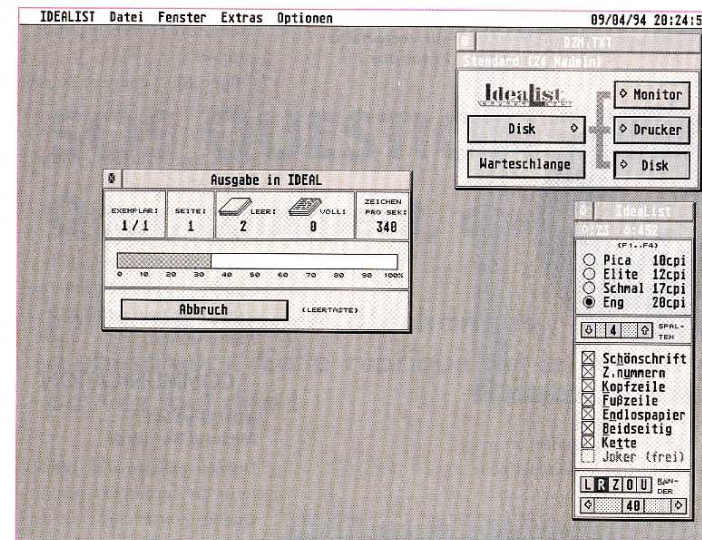 IDEALIST Datei Fenster Extras Optionen 09/04/94 20:24:5
DZM.TXT
Standard (24 Nadeln)
IdeaList
Monitor
Disk
Drucker
Warteschlange
Disk
Ausgabe in IDEAL
EXEMPLAR: SEITE: LEER: VOLL: ZEICHEN PRO SEK:
1/1 1 2 0 340
0 10 20 30 40 50 60 70 80 90 100%
Abbruch (LEERTASTE)
IdeaList
(F1..F4)
Pica 10cpi
Elite 12cpi
Schmal 17cpi
Eng 20cpi
4 SPAL-
TEN
Schönschrift
Z.nummern
Kopfzeile
Fußzeile
Endlospapier
Beidseitig
Kette
Joker (frei)
L R Z O U
DER
40